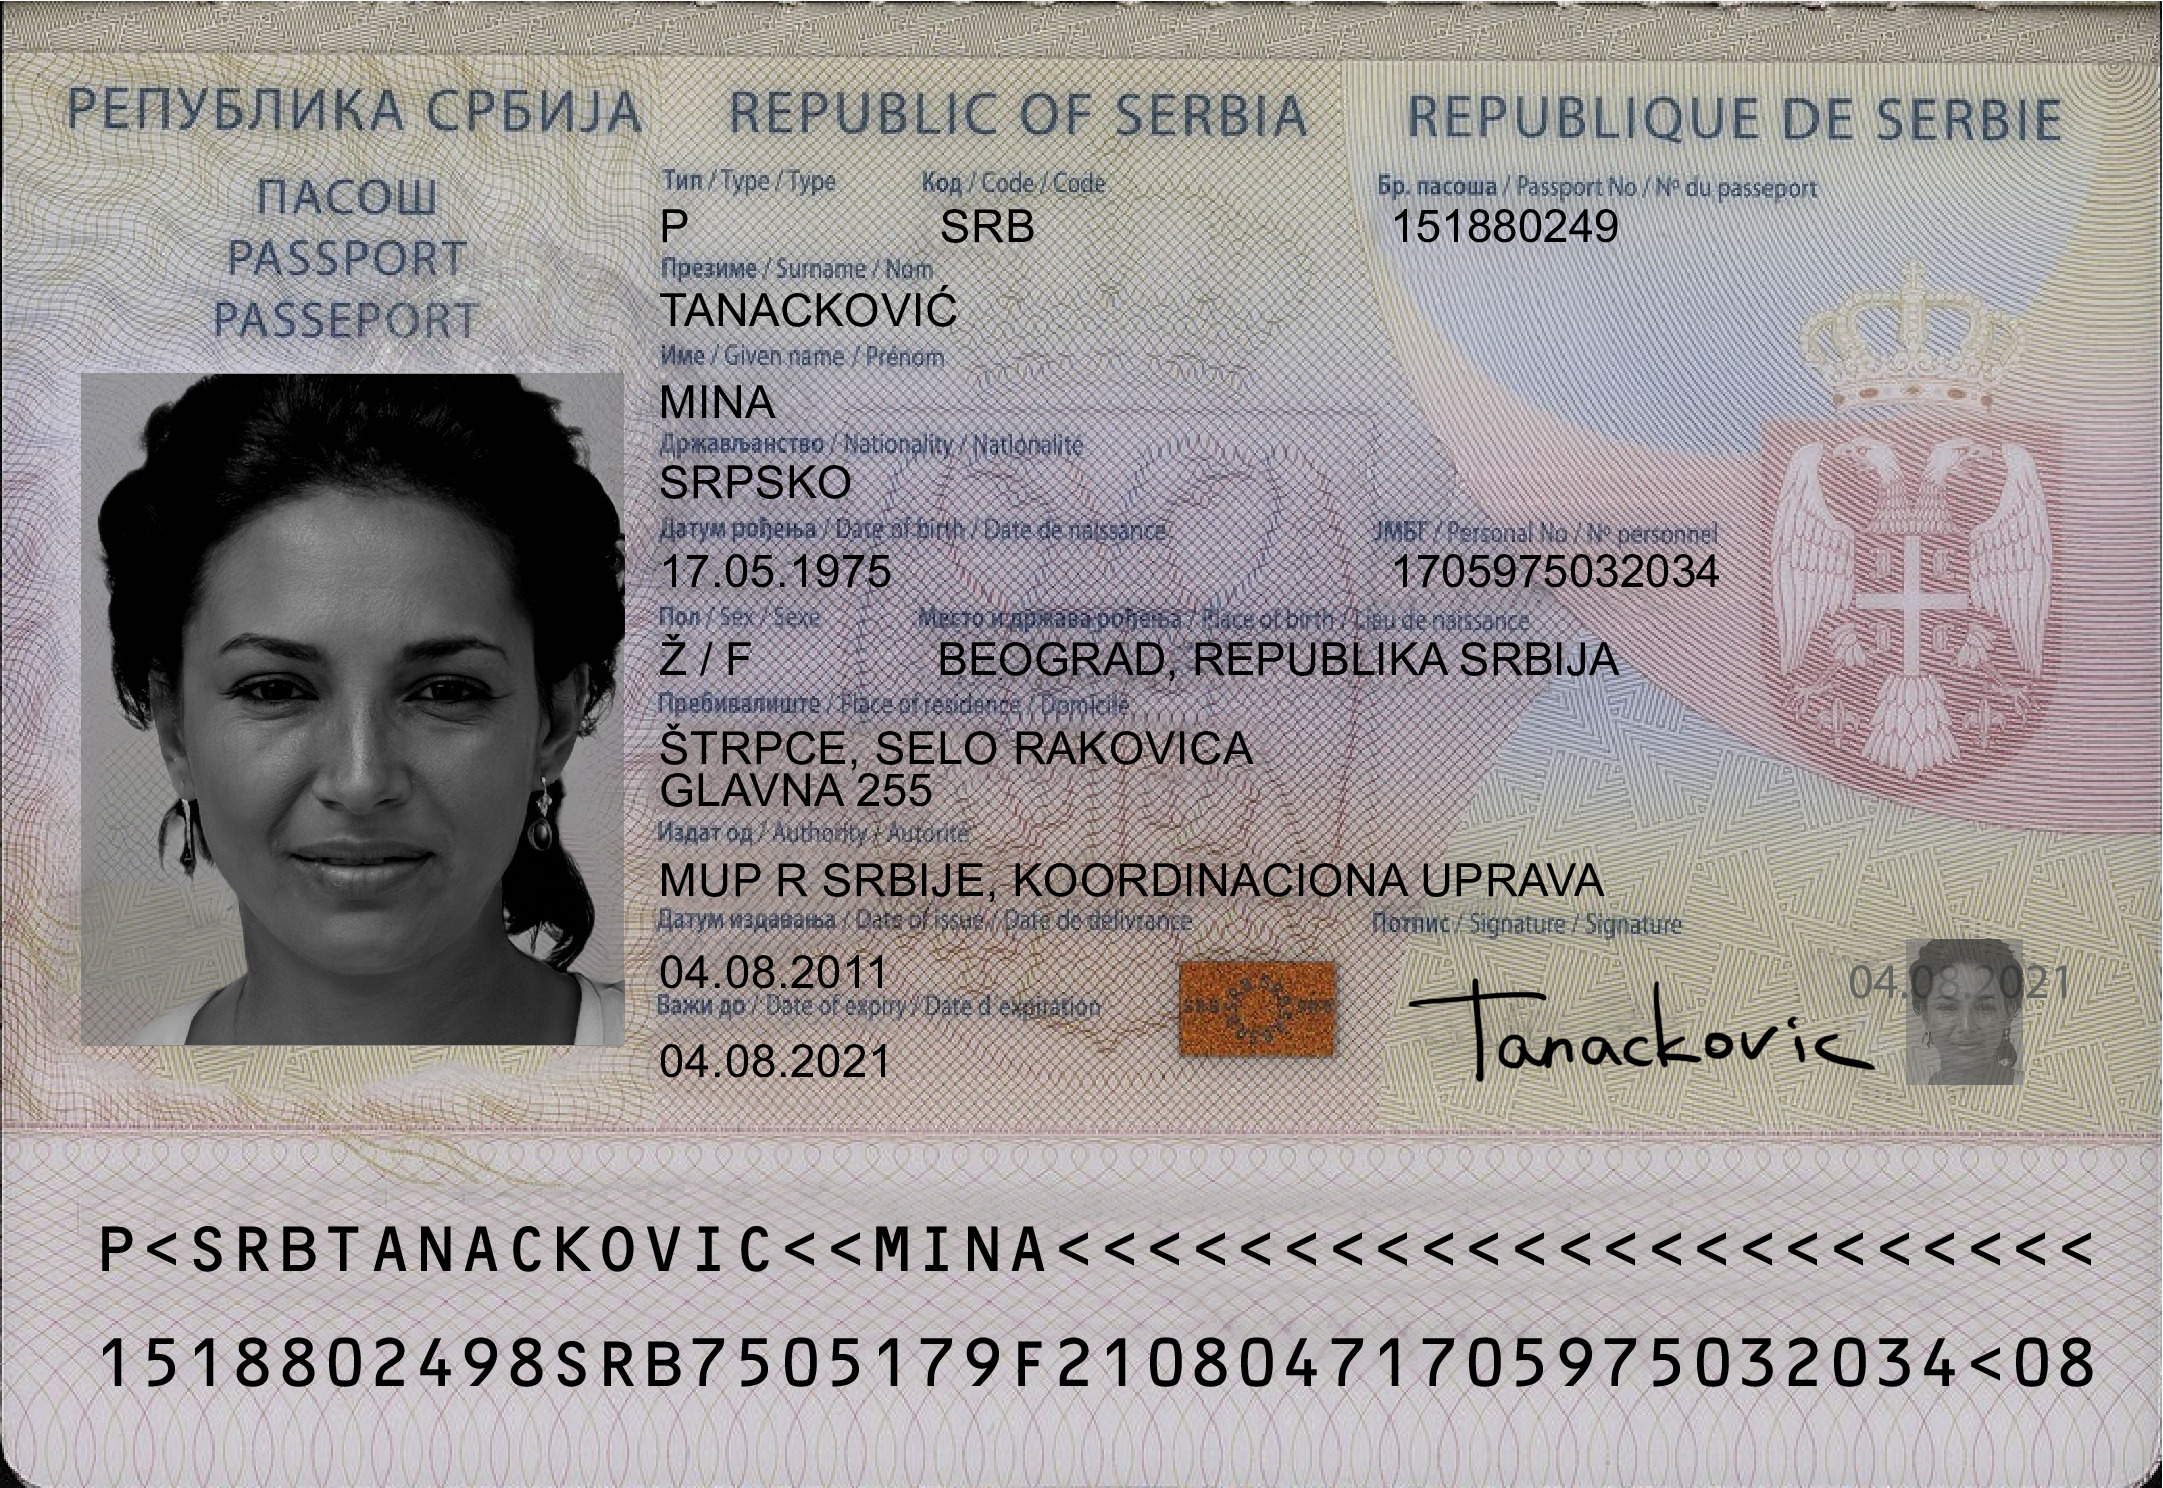 РЕПУБЛИКА СРБИЈА REPUBLIC OF SERBIA REPUBLIQUE DE SERBIE
ПАСОШ
PASSPORT
PASSEPORT
Тип / Type / Type Код / Code / Code Бр. пасоша / Passport No / Nº du passeport
P SRB 151880249
Презиме / Surname / Nom
TANACKOVIĆ
Име / Given name / Prénom
MINA
Држављанство / Nationality / Nationalité
SRPSKO
Датум рођења / Date of birth / Date de naissance ЈМБГ / Personal No / Nº personnel
17.05.1975 1705975032034
Пол / Sex / Sexe Место и држава рођења / Place of birth / Lieu de naissance
Ž / F BEOGRAD, REPUBLIKA SRBIJA
Пребивалиште / Place of residence / Domicile
ŠTRPCE, SELO RAKOVICA
GLAVNA 255
Издат од / Authority / Autorité
MUP R SRBIJE, KOORDINACIONA UPRAVA
Датум издавања / Date of issue / Date de délivrance Потпис / Signature / Signature
04.08.2011
04.08.2021
Важи до / Date of expiry / Date d expiration
Tanackovic
04.08.2021
P<SRBTANACKOVIC<<MINA<<<<<<<<<<<<<<<<<<<<<<<
1518802498SRB7505179F21080471705975032034<08